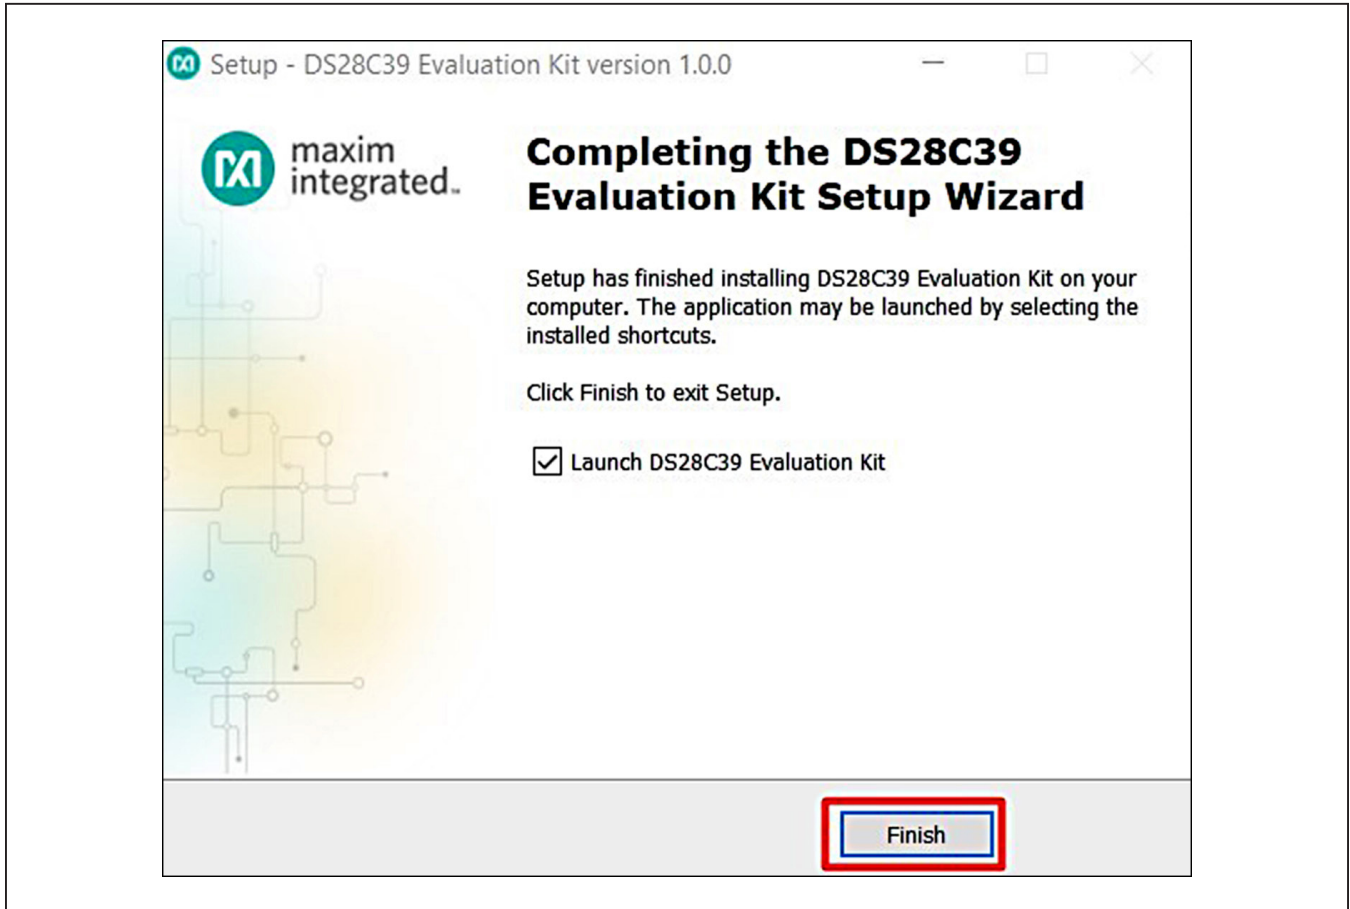 Setup - DS28C39 Evaluation Kit version 1.0.0
maxim
integrated™
Completing the DS28C39
Evaluation Kit Setup Wizard
Setup has finished installing DS28C39 Evaluation Kit on your
computer. The application may be launched by selecting the
installed shortcuts.
Click Finish to exit Setup.
Launch DS28C39 Evaluation Kit
Finish